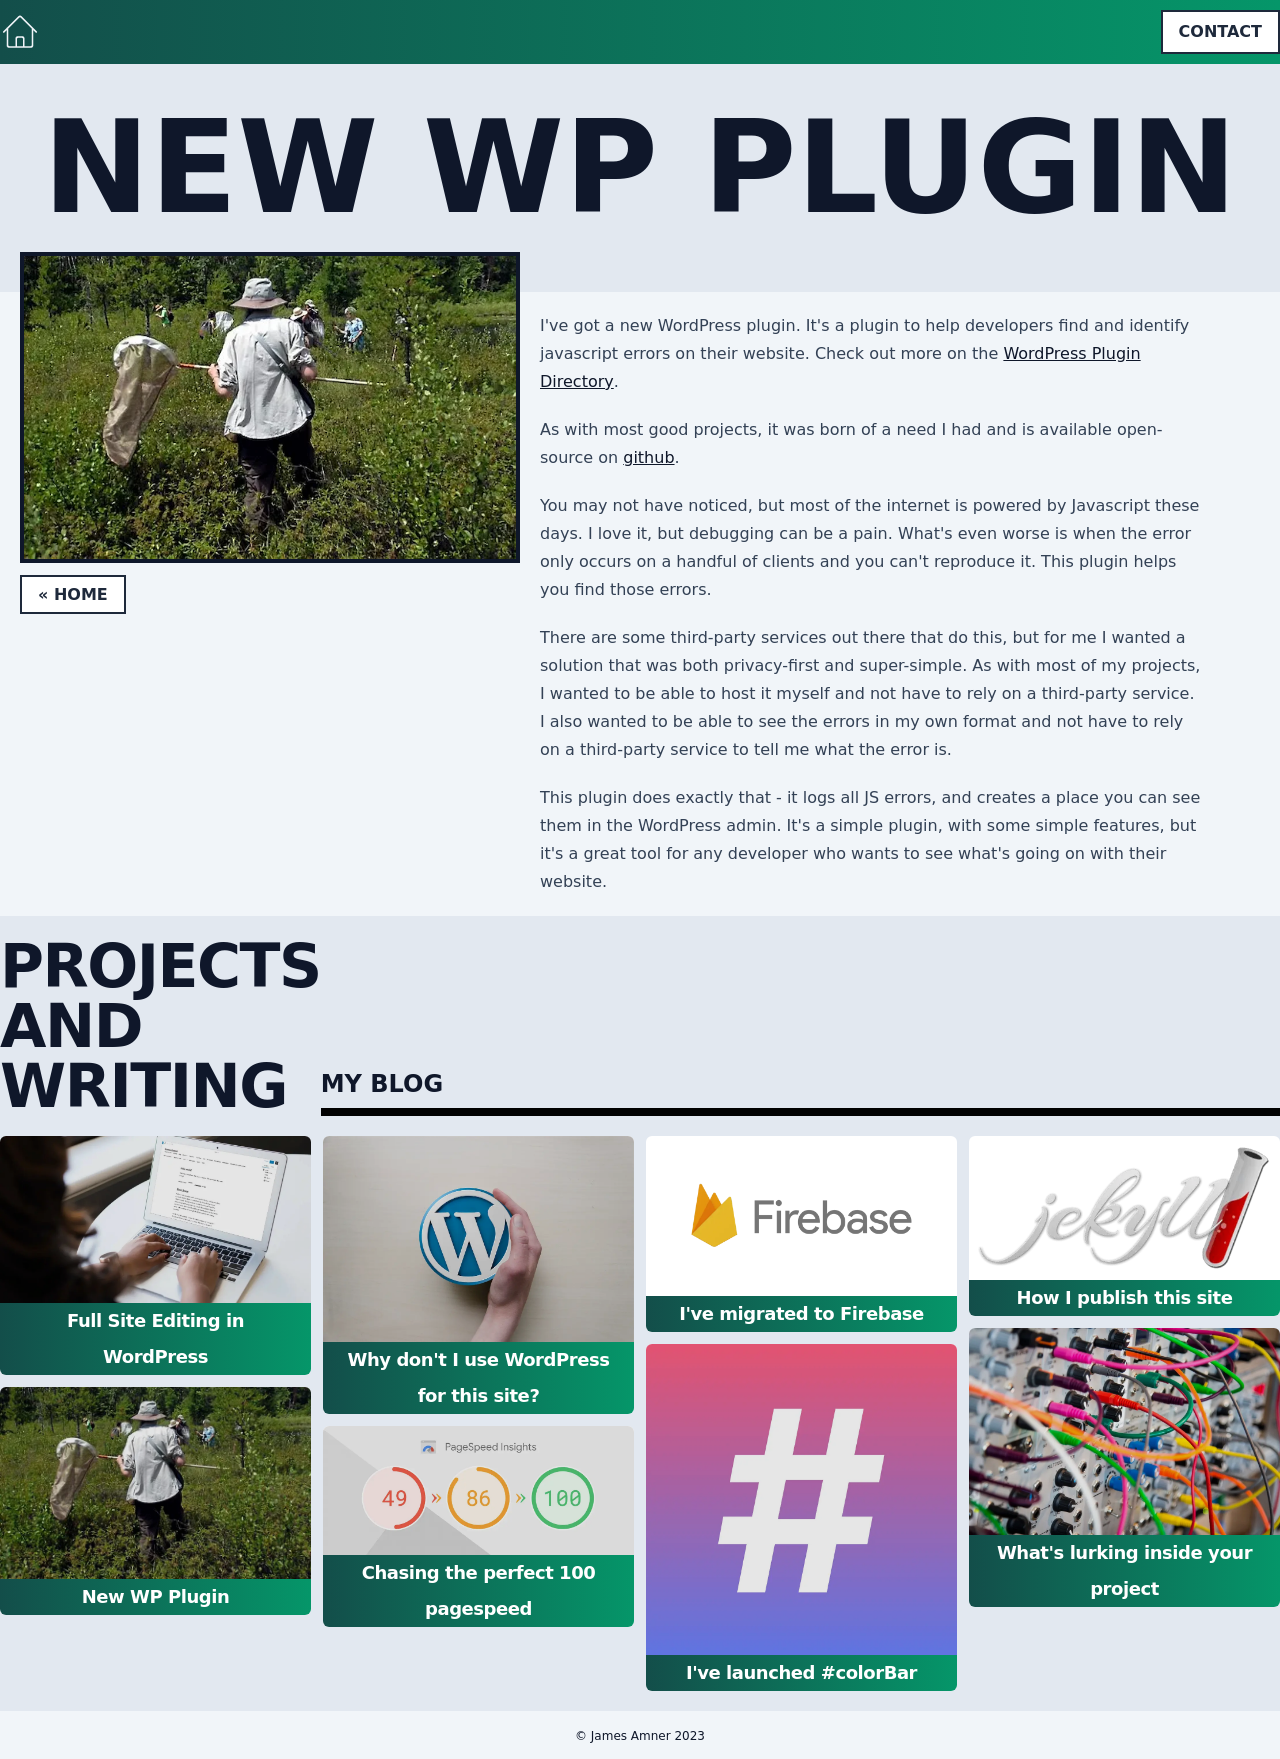 CONTACT
NEW WP PLUGIN
« HOME
I've got a new WordPress plugin. It's a plugin to help developers find and identify
javascript errors on their website. Check out more on the WordPress Plugin
Directory.
As with most good projects, it was born of a need I had and is available open-
source on github.
You may not have noticed, but most of the internet is powered by Javascript these
days. I love it, but debugging can be a pain. What's even worse is when the error
only occurs on a handful of clients and you can't reproduce it. This plugin helps
you find those errors.
There are some third-party services out there that do this, but for me I wanted a
solution that was both privacy-first and super-simple. As with most of my projects,
I wanted to be able to host it myself and not have to rely on a third-party service.
I also wanted to be able to see the errors in my own format and not have to rely
on a third-party service to tell me what the error is.
This plugin does exactly that - it logs all JS errors, and creates a place you can see
them in the WordPress admin. It's a simple plugin, with some simple features, but
it's a great tool for any developer who wants to see what's going on with their
website.
PROJECTS
AND
WRITING
MY BLOG
Full Site Editing in
WordPress
New WP Plugin
W
Why don't I use WordPress
for this site?
PageSpeed Insights
49 » 86 » 100
Chasing the perfect 100
pagespeed
Firebase
I've migrated to Firebase
#
I've launched #colorBar
jekyll
How I publish this site
What's lurking inside your
project
© James Amner 2023